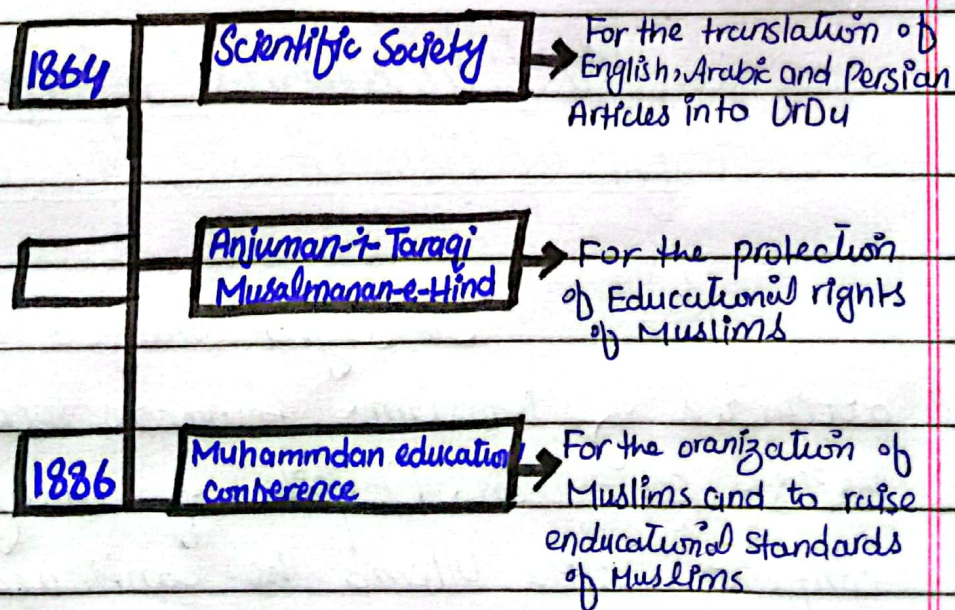 1864
Scientific Society
For the translation of
English, Arabic and Persian
Articles into UrDu
Anjuman-i-Taraqi
Musalmanan-e-Hind
For the protection
of Educational rights
of Muslims
1886
Muhammdan education
conference
For the oranization of
Muslims and to raise
enducational standards
of Muslims